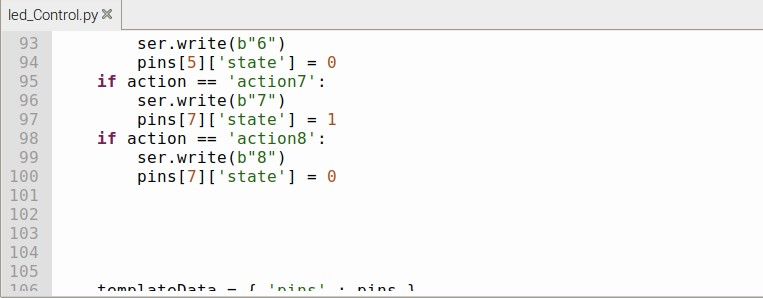 led_Control.py
93 ser.write(b"6")
94 pins[5]['state'] = 0
95 if action == 'action7':
96 ser.write(b"7")
97 pins[7]['state'] = 1
98 if action == 'action8':
99 ser.write(b"8")
100 pins[7]['state'] = 0
101
102
103
104
105
106 templateData = { 'pins' : pins }